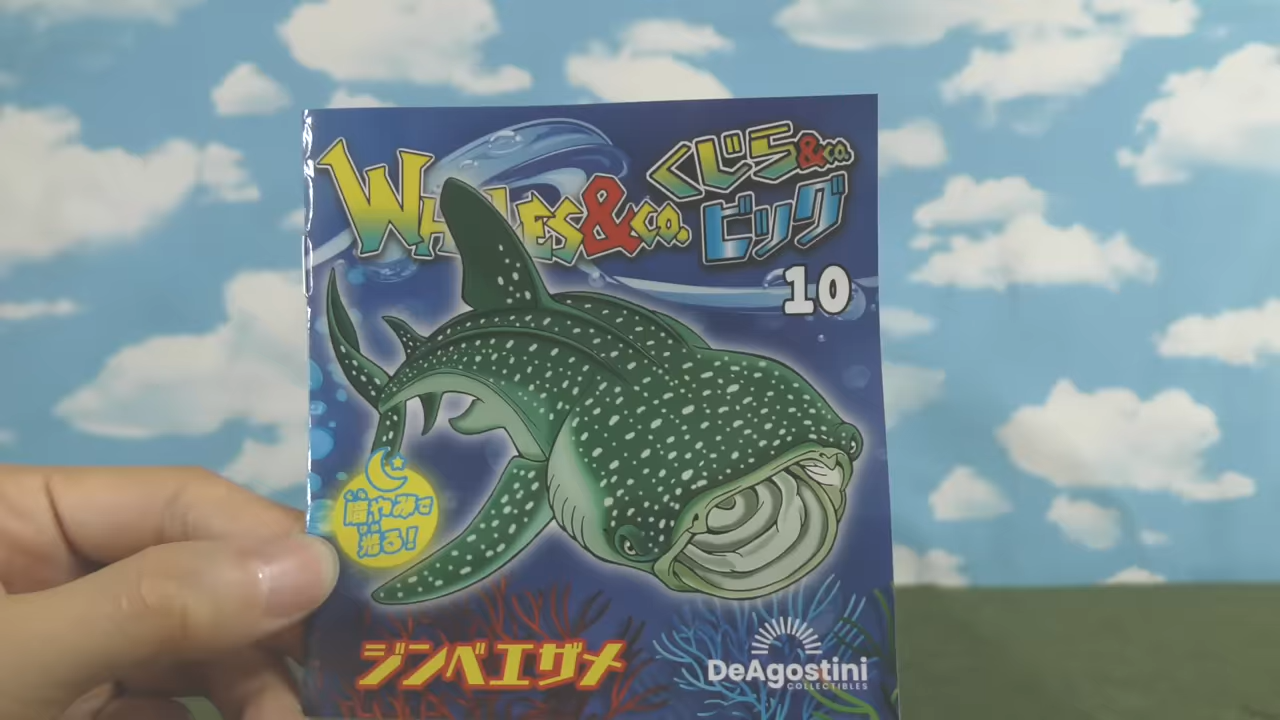 WHALES&CO.
くじら&CO.
ビッグ
10
暗やみで
光る!
ジンベエザメ
DeAgostini
COLLECTIBLES